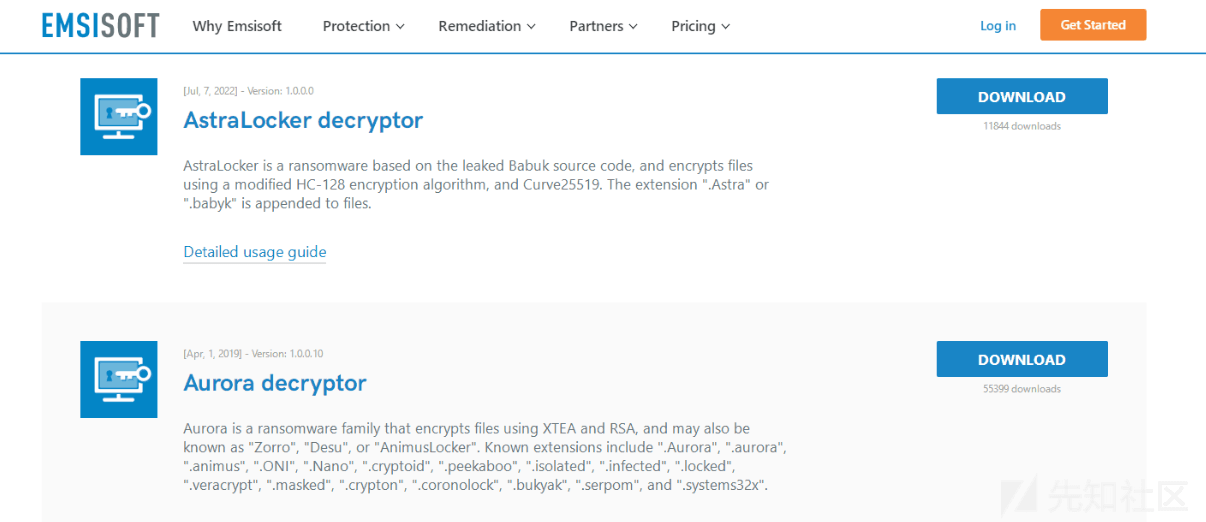 EMSISOFT Why Emsisoft Protection Remediation Partners Pricing Log in Get Started
[Jul, 7, 2022] - Version: 1.0.0.0
DOWNLOAD
AstraLocker decryptor
11844 downloads
AstraLocker is a ransomware based on the leaked Babuk source code, and encrypts files
using a modified HC-128 encryption algorithm, and Curve25519. The extension ".Astra" or
".babyk" is appended to files.
Detailed usage guide
[Apr, 1, 2019] - Version: 1.0.0.10
DOWNLOAD
Aurora decryptor
55399 downloads
Aurora is a ransomware family that encrypts files using XTEA and RSA, and may also be
known as "Zorro", "Desu", or "AnimusLocker". Known extensions include ".Aurora", ".aurora",
".animus", ".ONI", ".Nano", ".cryptoid", ".peekaboo", ".isolated", ".infected", ".locked",
".veracrypt", ".masked", ".crypton", ".coronolock", ".bukyak", ".serpom", and ".systems32x".
先知社区